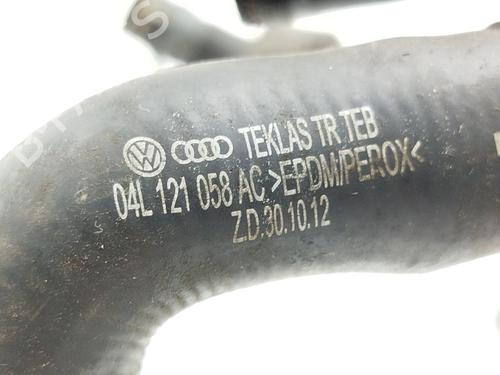 TEKLAS TR TEB
04L 121 058 AC >EPDM/PEROX<
Z.D.30.10.12